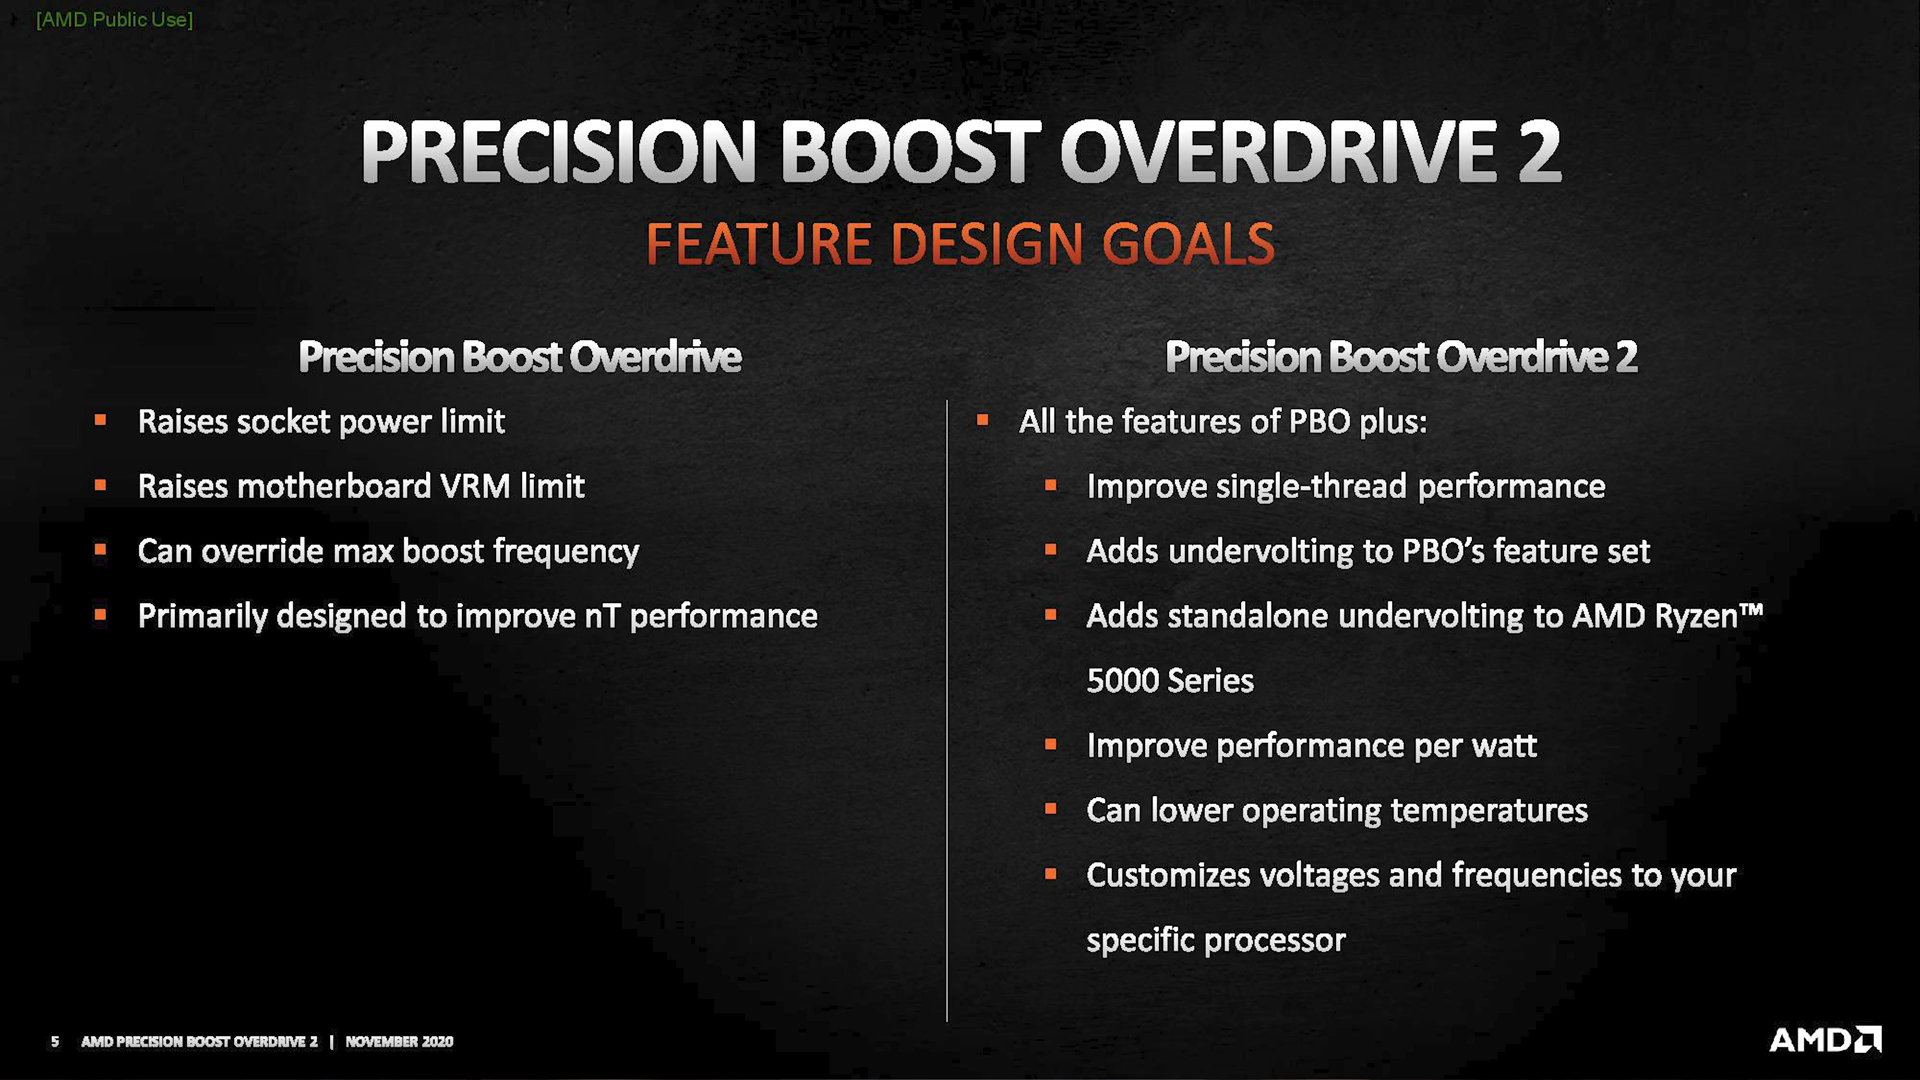 [AMD Public Use]
PRECISION BOOST OVERDRIVE 2
FEATURE DESIGN GOALS
Precision Boost Overdrive
▪ Raises socket power limit
▪ Raises motherboard VRM limit
▪ Can override max boost frequency
▪ Primarily designed to improve nT performance
Precision Boost Overdrive 2
▪ All the features of PBO plus:
▪ Improve single-thread performance
▪ Adds undervolting to PBO’s feature set
▪ Adds standalone undervolting to AMD Ryzen™
5000 Series
▪ Improve performance per watt
▪ Can lower operating temperatures
▪ Customizes voltages and frequencies to your
specific processor
5 AMD PRECISION BOOST OVERDRIVE 2 | NOVEMBER 2020
AMD